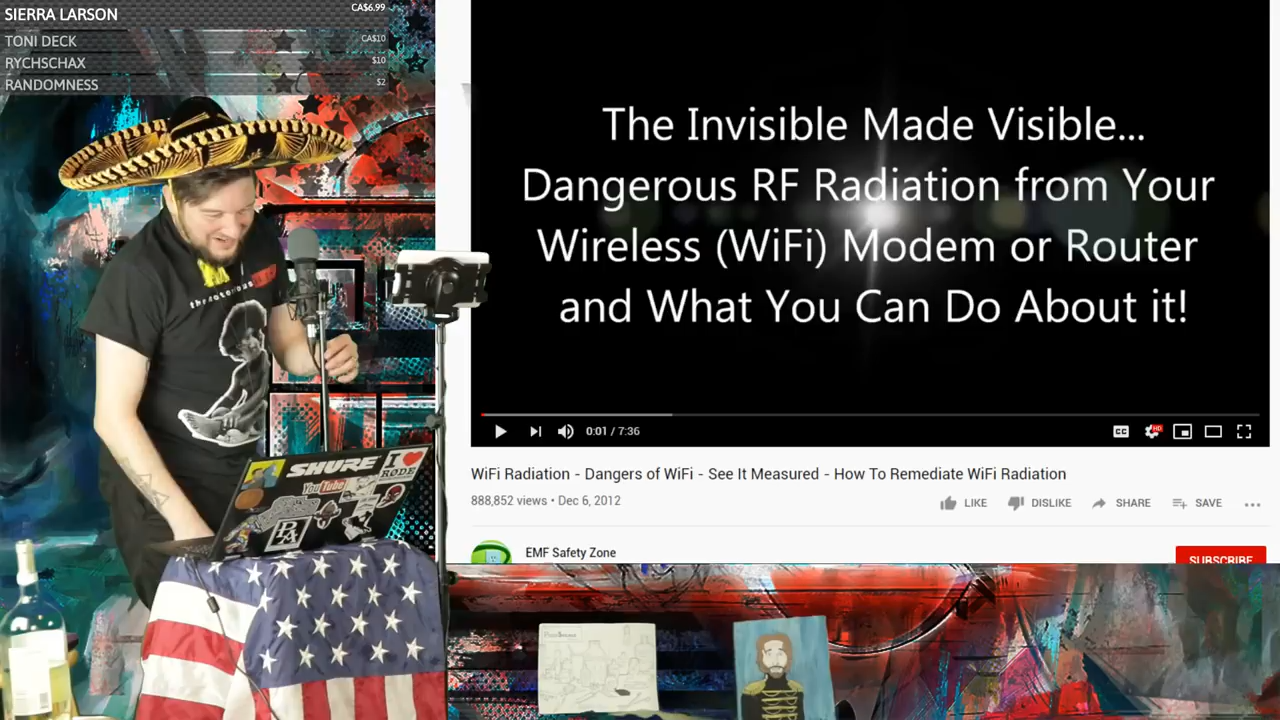 SIERRA LARSON CA$6.99
TONI DECK CA$10
RYCHSCHAX $10
RANDOMNESS $2
The Invisible Made Visible...
Dangerous RF Radiation from Your
Wireless (WiFi) Modem or Router
and What You Can Do About it!
0:01 / 7:36
CC
HD
WiFi Radiation - Dangers of WiFi - See It Measured - How To Remediate WiFi Radiation
888,852 views • Dec 6, 2012
LIKE DISLIKE SHARE SAVE
EMF Safety Zone
SUBSCRIBE
SHURE
I
RØDE
YouTube